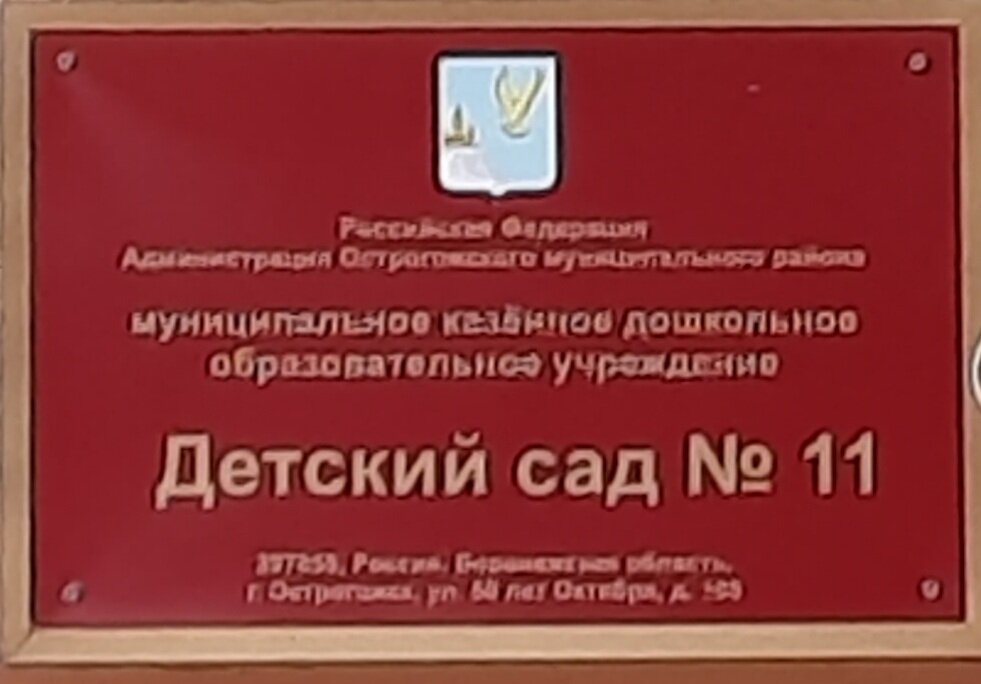 Российская Федерация
Администрация Острогожского муниципального района
муниципальное казённое дошкольное
образовательное учреждение
Детский сад № 11
Россия, Воронежская область,
г. Острогожск, ул. 50 лет Октября, д.